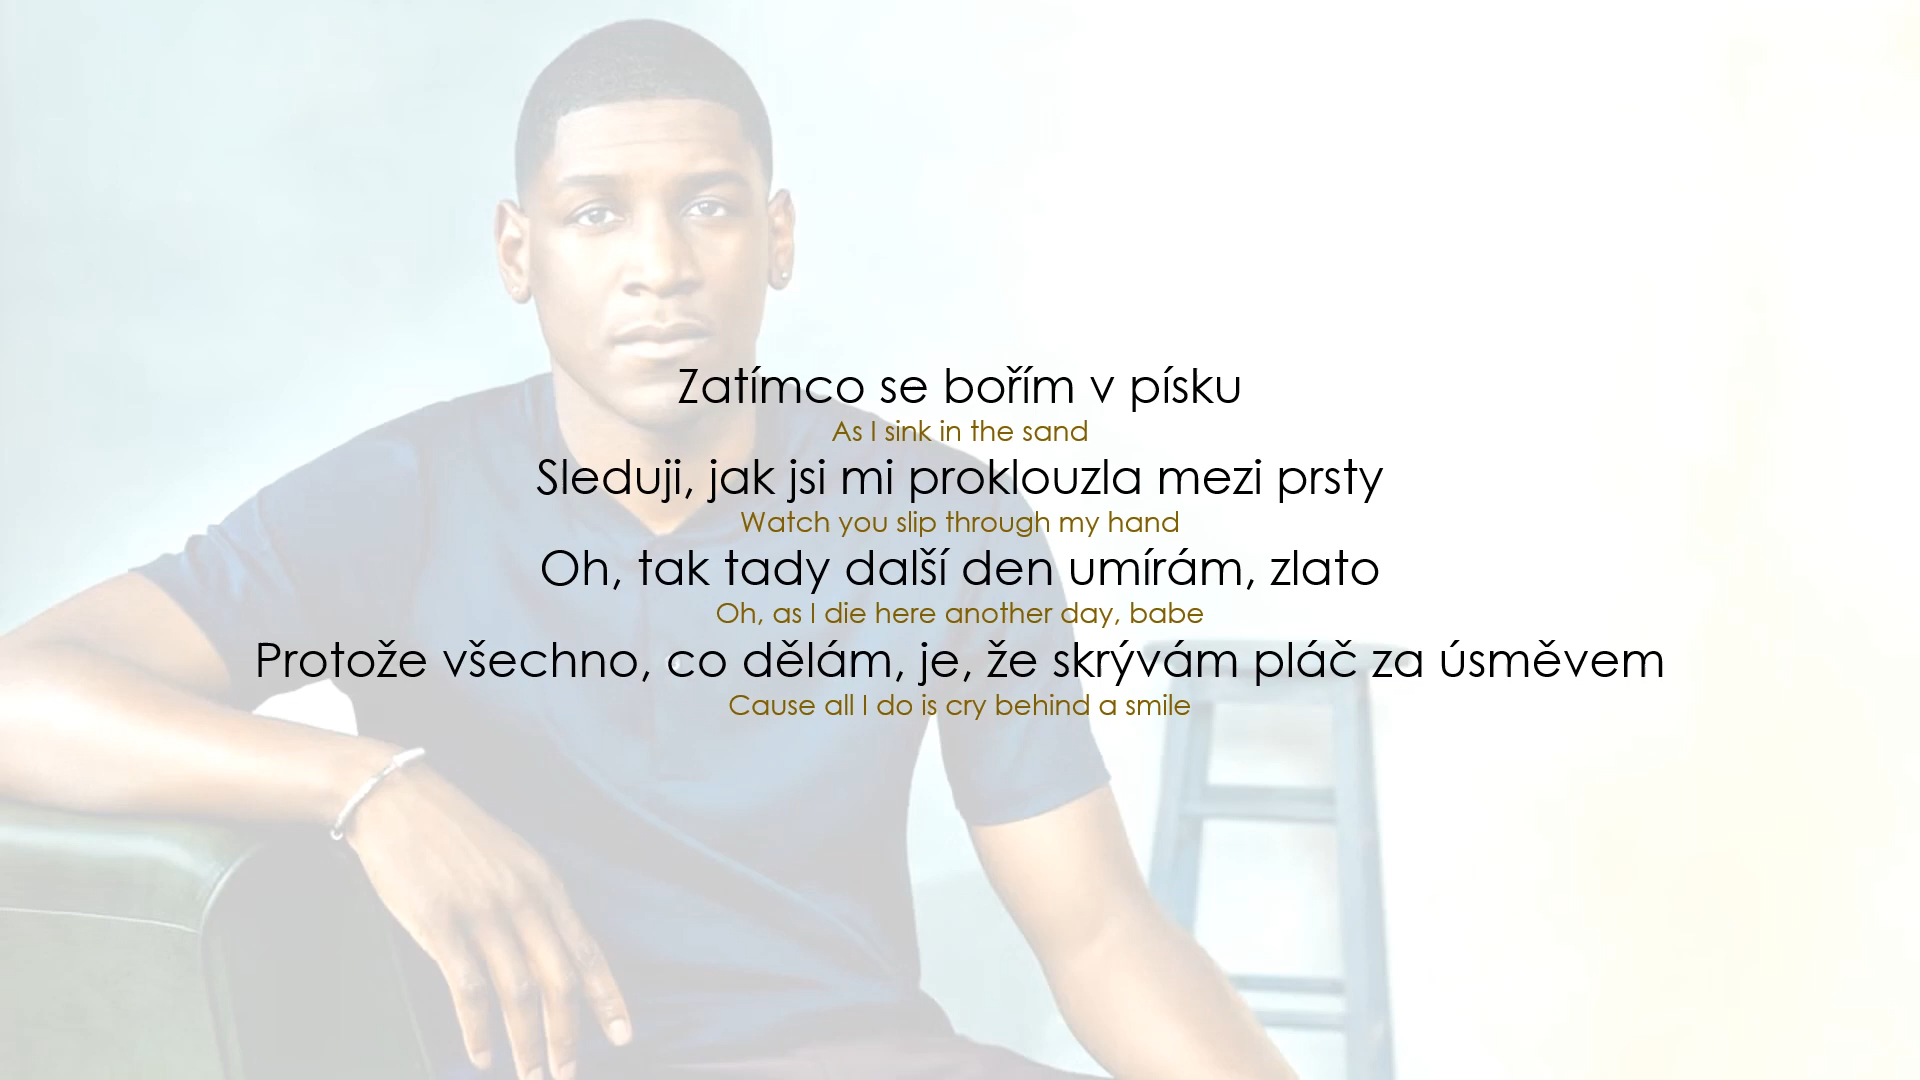 Zatímco se bořím v písku
As I sink in the sand
Sleduji, jak jsi mi proklouzla mezi prsty
Watch you slip through my hand
Oh, tak tady další den umírám, zlato
Oh, as I die here another day, babe
Protože všechno, co dělám, je, že skrývám pláč za úsměvem
Cause all I do is cry behind a smile